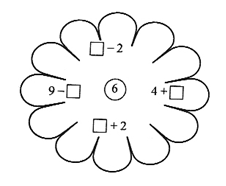 □ − 2
9 − □ 6 4 + □
□ + 2